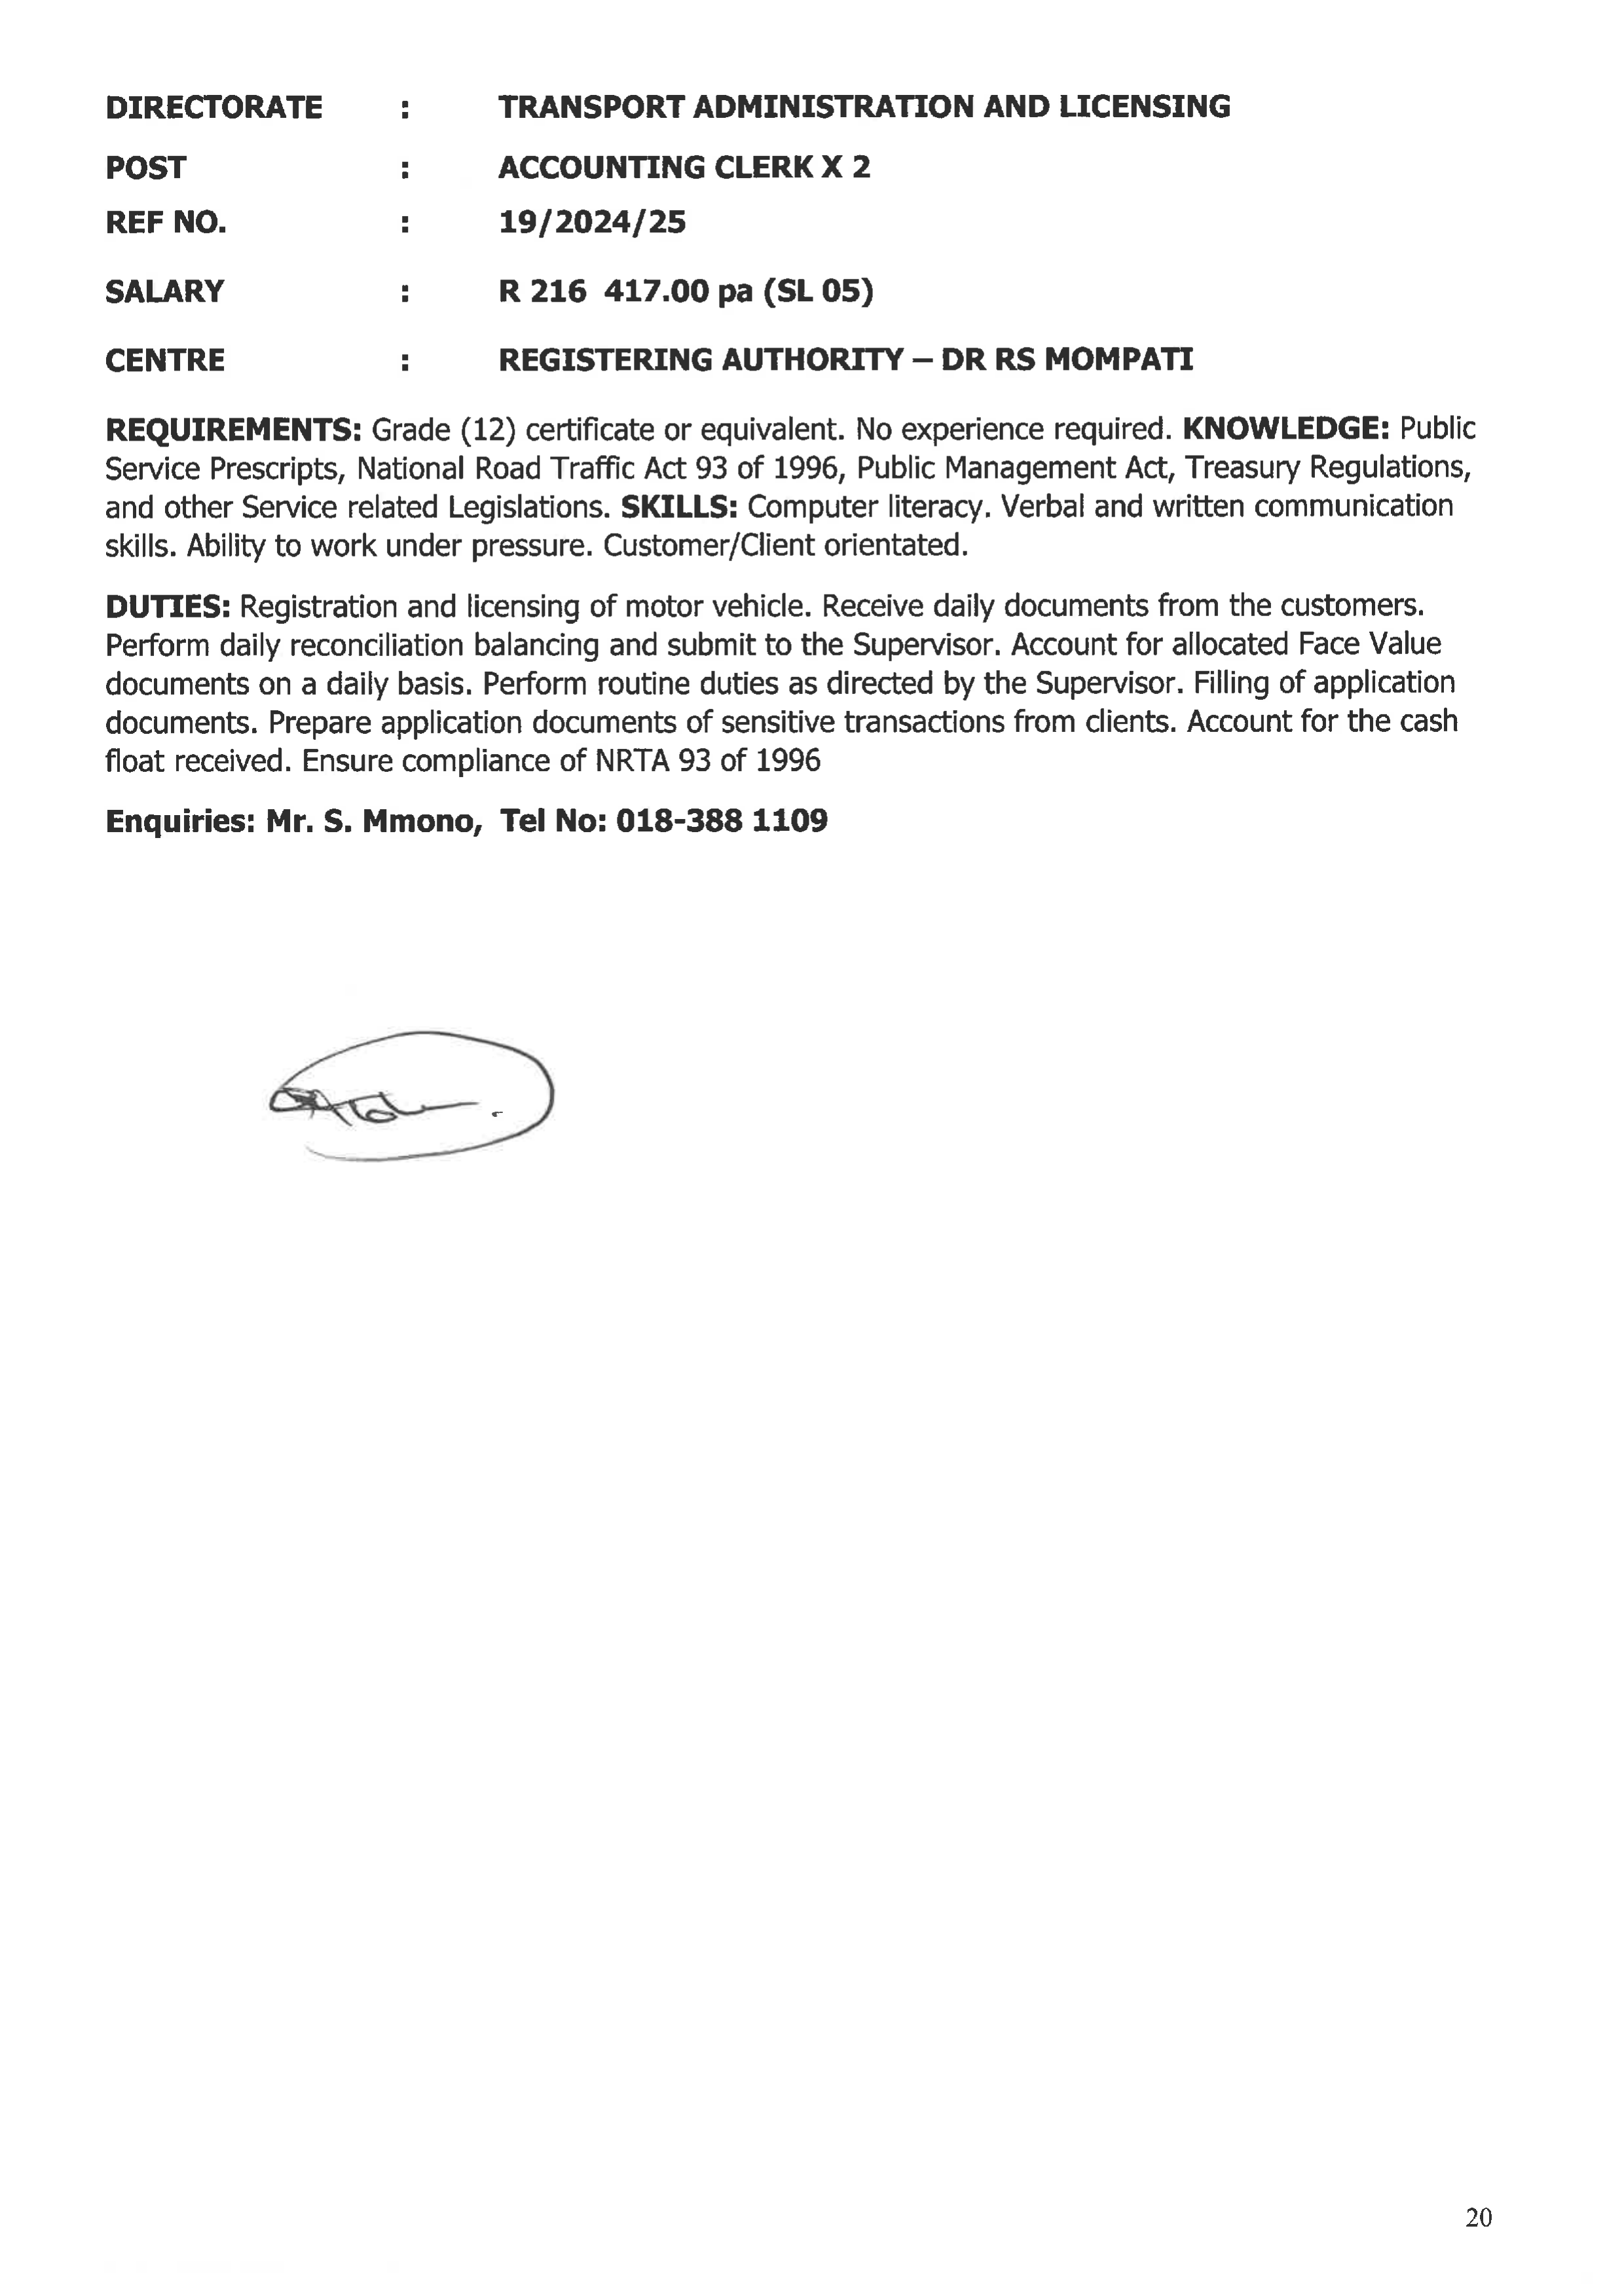 DIRECTORATE : TRANSPORT ADMINISTRATION AND LICENSING
POST : ACCOUNTING CLERK X 2
REF NO. : 19/2024/25
SALARY : R 216 417.00 pa (SL 05)
CENTRE : REGISTERING AUTHORITY – DR RS MOMPATI
REQUIREMENTS: Grade (12) certificate or equivalent. No experience required. KNOWLEDGE: Public
Service Prescripts, National Road Traffic Act 93 of 1996, Public Management Act, Treasury Regulations,
and other Service related Legislations. SKILLS: Computer literacy. Verbal and written communication
skills. Ability to work under pressure. Customer/Client orientated.
DUTIES: Registration and licensing of motor vehicle. Receive daily documents from the customers.
Perform daily reconciliation balancing and submit to the Supervisor. Account for allocated Face Value
documents on a daily basis. Perform routine duties as directed by the Supervisor. Filling of application
documents. Prepare application documents of sensitive transactions from clients. Account for the cash
float received. Ensure compliance of NRTA 93 of 1996
Enquiries: Mr. S. Mmono, Tel No: 018-388 1109
20